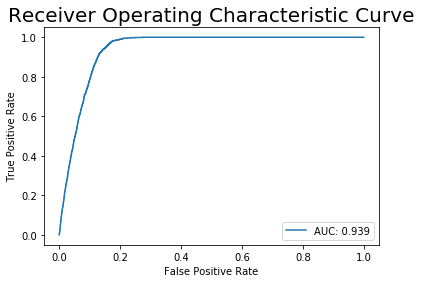 Receiver Operating Characteristic Curve
1.0
0.8
0.6
0.4
0.2
0.0
True Positive Rate
AUC: 0.939
0.0 0.2 0.4 0.6 0.8 1.0
False Positive Rate